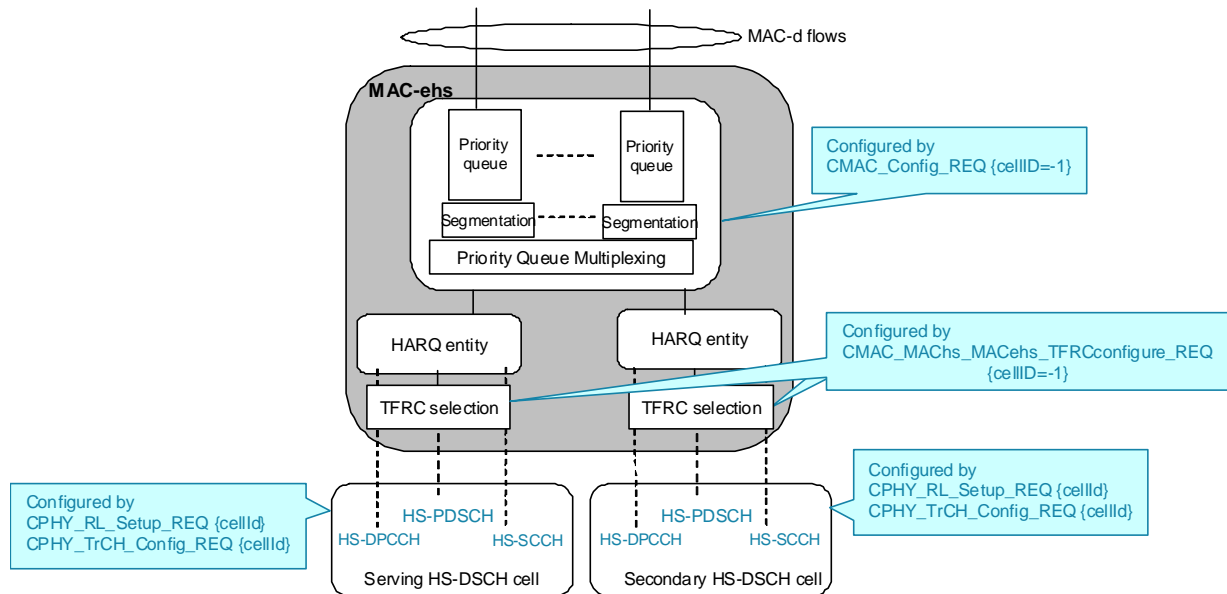 MAC-d flows
MAC-ehs
Priority
queue
Priority
queue
Configured by
CMAC_Config_REQ {cellID=-1}
Segmentation
Segmentation
Priority Queue Multiplexing
HARQ entity
HARQ entity
Configured by
CMAC_MAChs_MACehs_TFRCconfigure_REQ
{cellID=-1}
TFRC selection
TFRC selection
Configured by
CPHY_RL_Setup_REQ {cellId}
CPHY_TrCH_Config_REQ {cellId}
Configured by
CPHY_RL_Setup_REQ {cellId}
CPHY_TrCH_Config_REQ {cellId}
HS-PDSCH
HS-DPCCH
HS-SCCH
Serving HS-DSCH cell
HS-PDSCH
HS-DPCCH
HS-SCCH
Secondary HS-DSCH cell